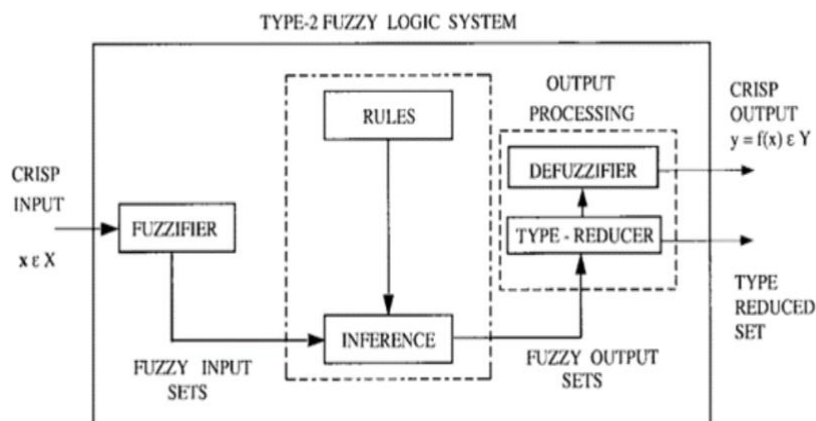 TYPE-2 FUZZY LOGIC SYSTEM
CRISP
INPUT
x ε X
FUZZIFIER
FUZZY INPUT
SETS
RULES
INFERENCE
OUTPUT
PROCESSING
DEFUZZIFIER
TYPE - REDUCER
FUZZY OUTPUT
SETS
CRISP
OUTPUT
y = f(x) ε Y
TYPE
REDUCED
SET